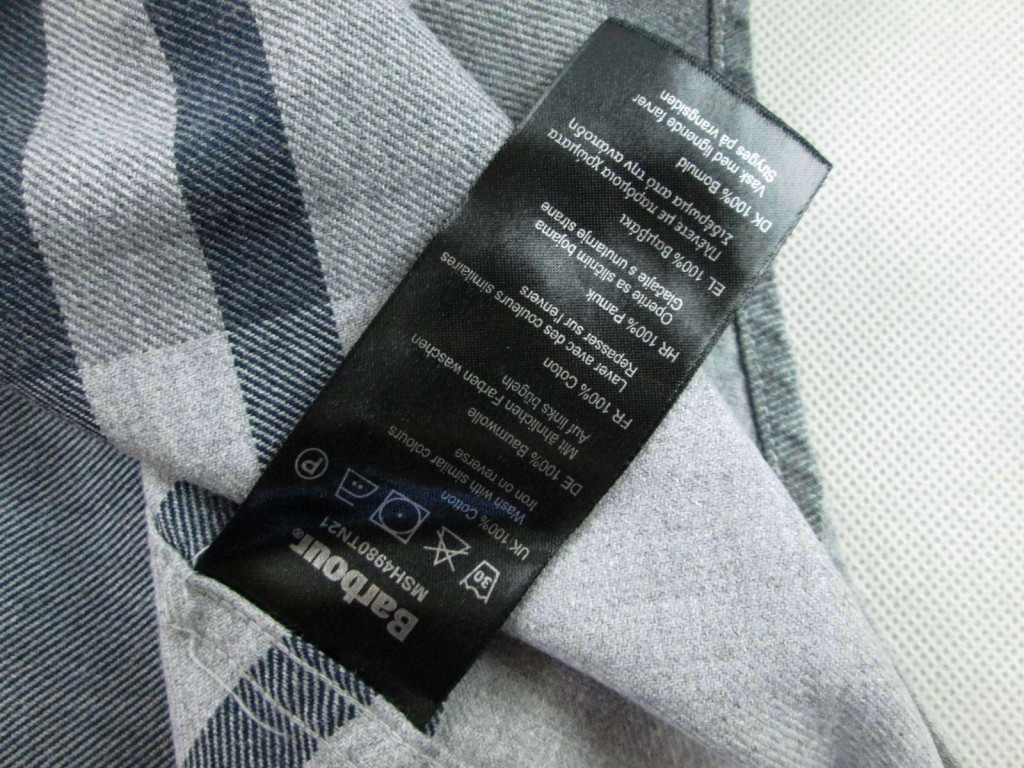 Barbour®
MSH4980TN21
30
P
UK 100% Cotton
Wash with similar colours
Iron on reverse
DE 100% Baumwolle
Mit ähnlichen Farben waschen
Auf links bügeln
FR 100% Coton
Laver avec des couleurs similaires
Repasser sur l'envers
HR 100% Pamuk
Operite sa sličnim bojama
Glačajte s unutarnje strane
EL 100% Βαμβάκι
Πλένετε με παρόμοια χρώματα
Σιδέρωμα από την ανάποδη
DK 100% Bomuld
Vask med lignende farver
Stryges på vrangsiden